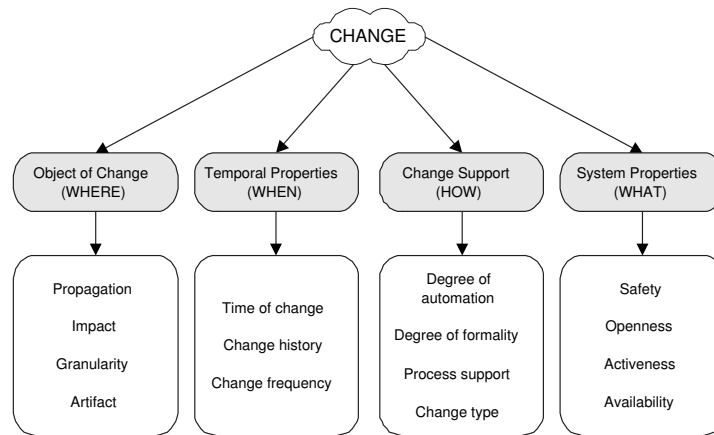 CHANGE
Object of Change
(WHERE)
Temporal Properties
(WHEN)
Change Support
(HOW)
System Properties
(WHAT)
Propagation
Impact
Granularity
Artifact
Time of change
Change history
Change frequency
Degree of
automation
Degree of formality
Process support
Change type
Safety
Openness
Activeness
Availability